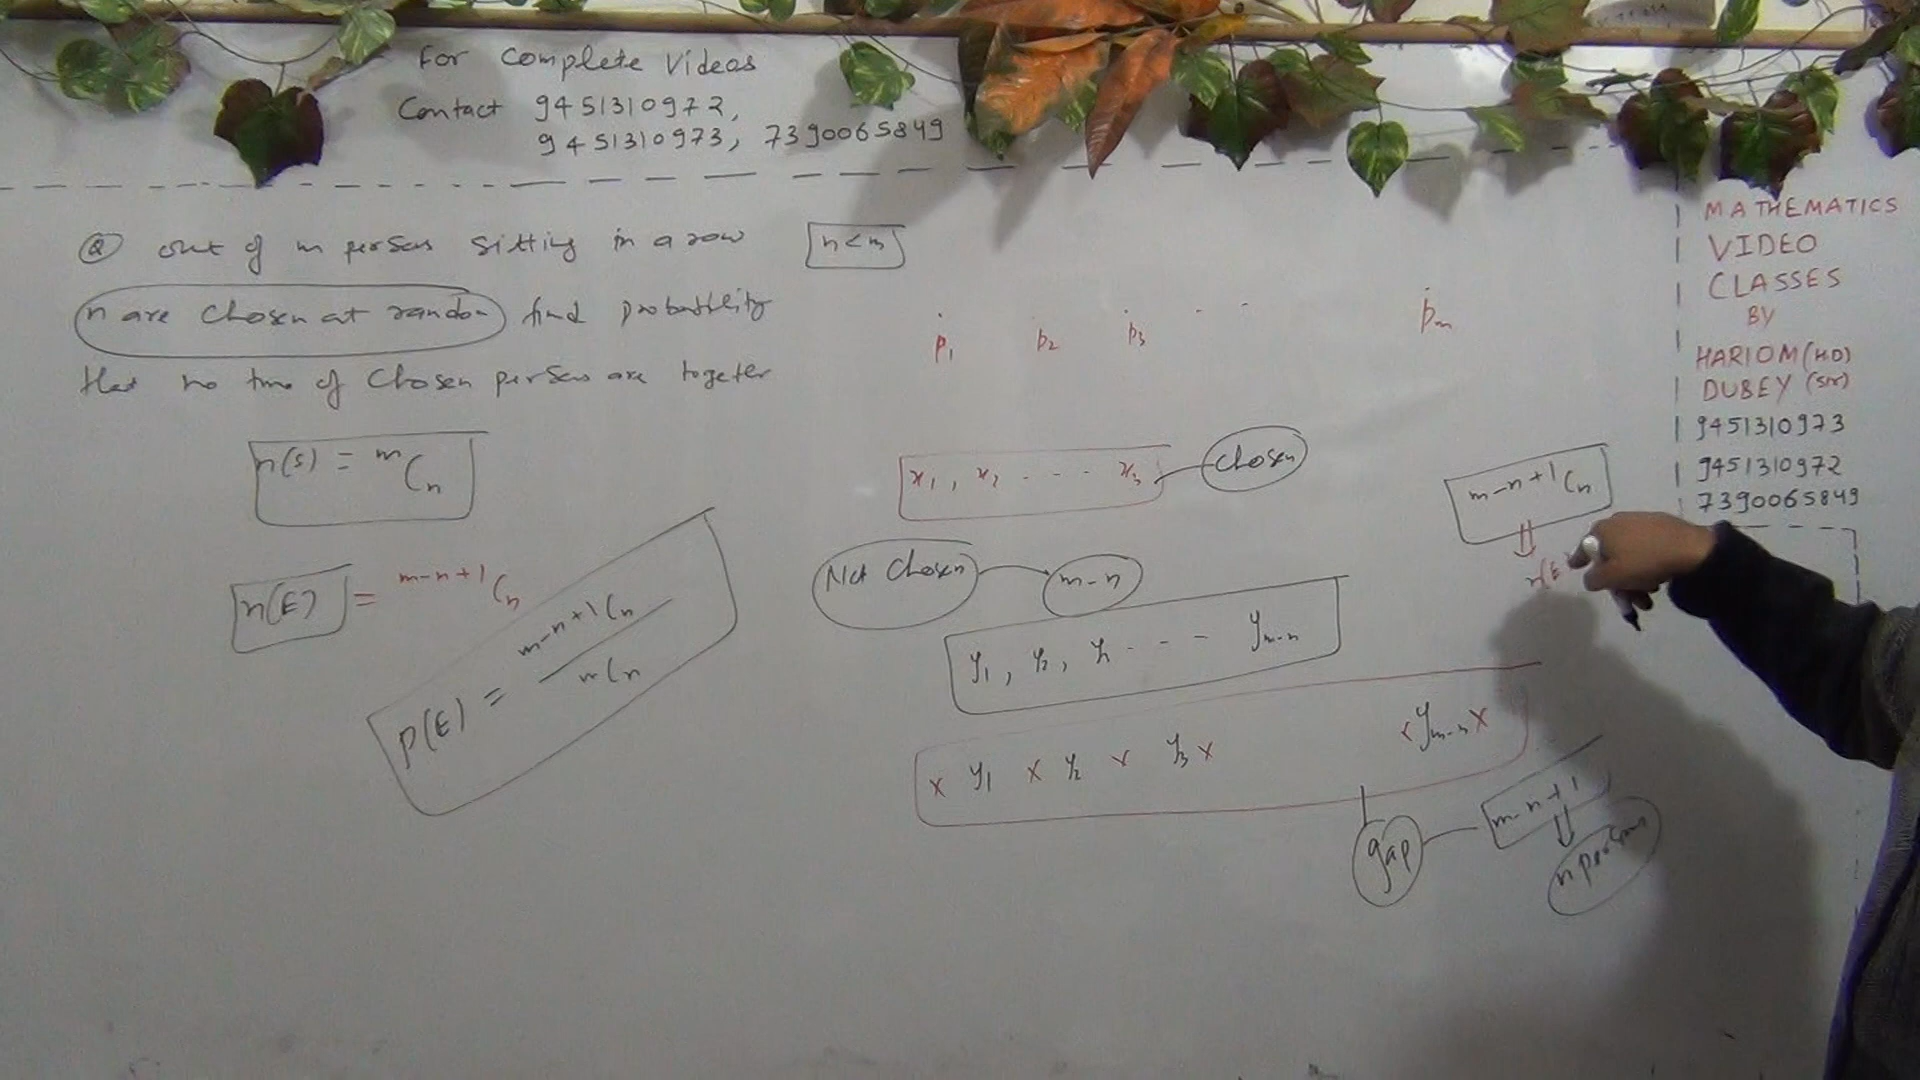 For Complete Videos
Contact 9451310972,
9451310973, 7390065849
Q out of m persons sitting in a row n<m
n are chosen at random find probability
that no two of chosen persons are together
p1 p2 p3 - - pm
n(s) = mCn
x1, x2 - - - x3 chosen
m-n+1Cn
n(E
n(E) = m-n+1Cn
Not Chosen m-n
P(E) = m-n+1Cn
mCn
y1, y2, - - - ym-n
x y1 x y2 x y3 x ym-n x
gap m-n+1
n persons
MATHEMATICS
VIDEO
CLASSES
BY
HARIOM (H.D)
DUBEY (Sir)
9451310973
9451310972
7390065849